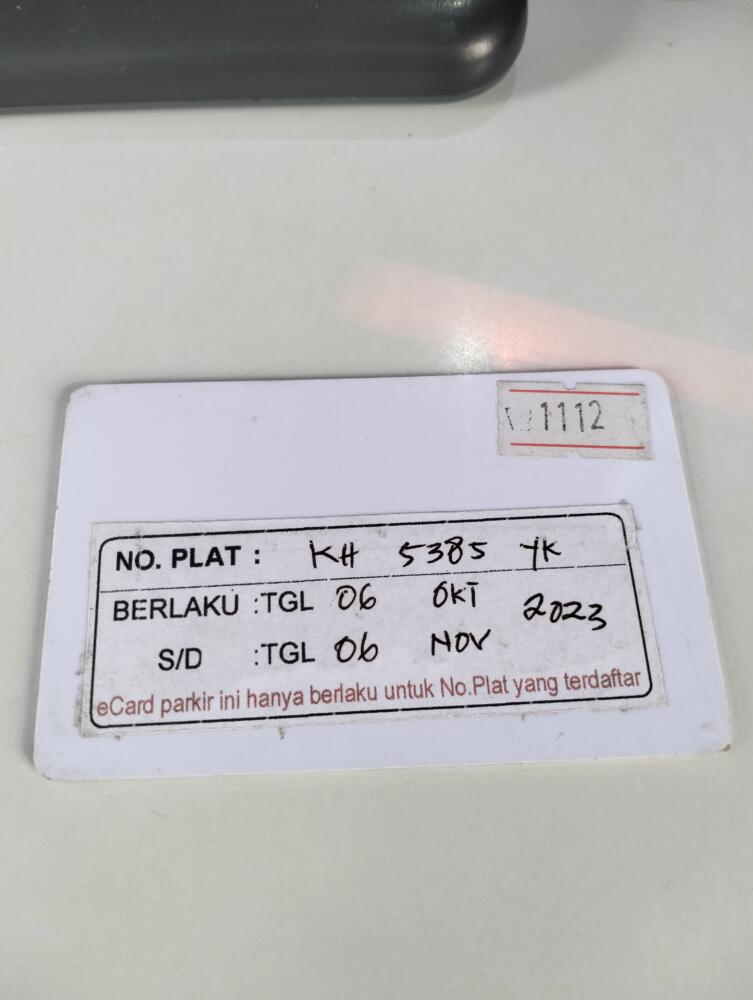 1112
NO. PLAT : KH 5385 YK
BERLAKU :TGL 06 OKT 2023
S/D :TGL 06 NOV
eCard parkir ini hanya berlaku untuk No.Plat yang terdaftar